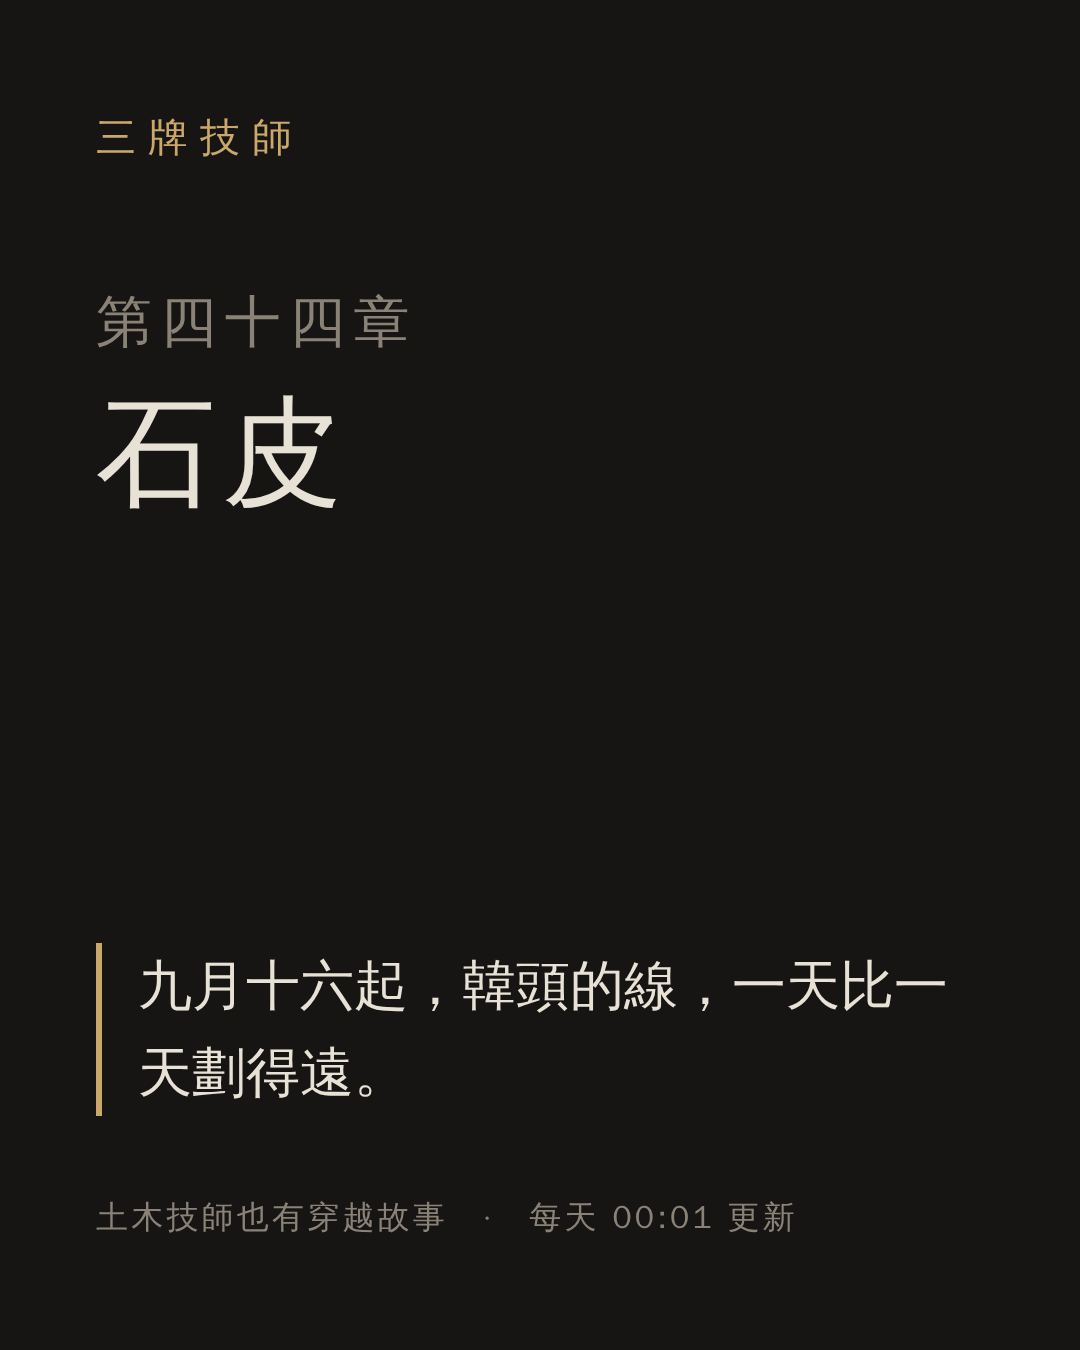 三牌技師
第四十四章
石皮
九月十六起，韓頭的線，一天比一
天劃得遠。
土木技師也有穿越故事 · 每天 00:01 更新